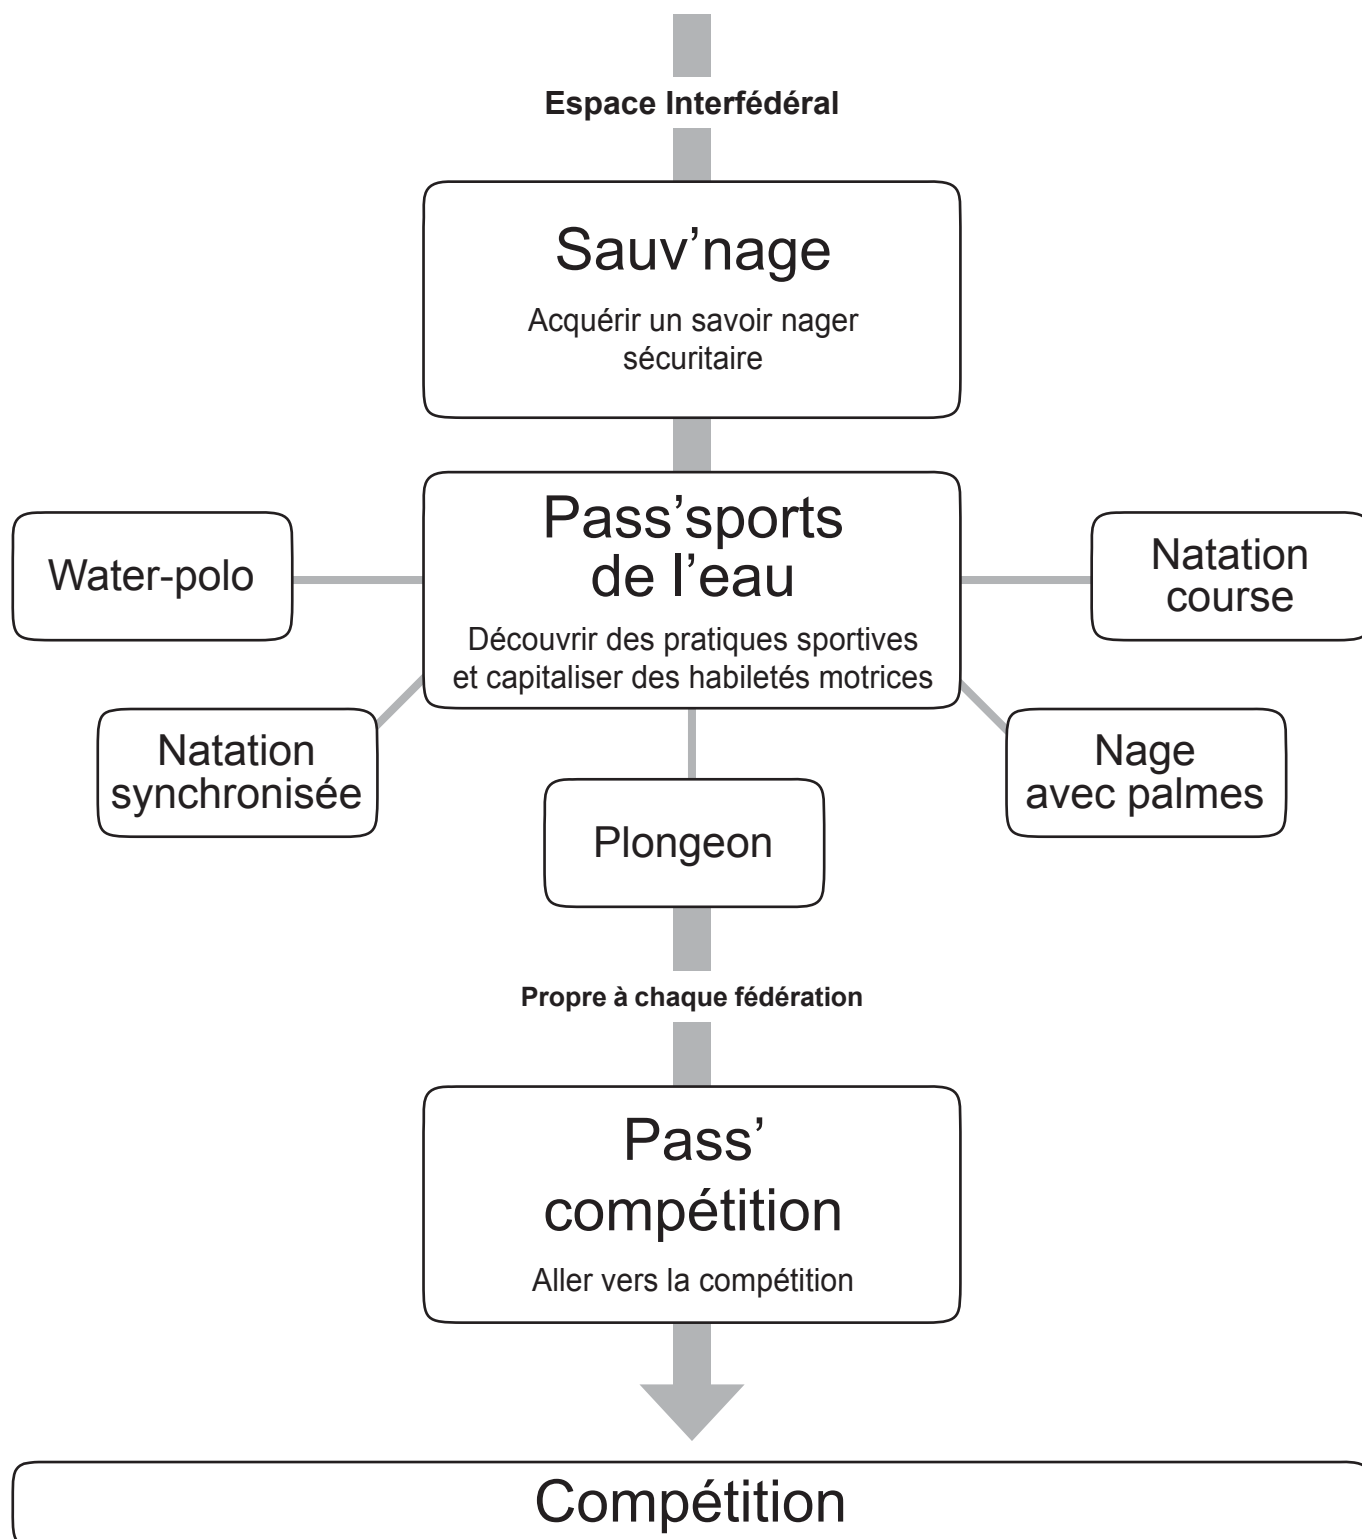 Espace Interfédéral
Sauv’nage
Acquérir un savoir nager
sécuritaire
Pass’sports
de l’eau
Découvrir des pratiques sportives
et capitaliser des habiletés motrices
Water-polo
Natation
course
Natation
synchronisée
Nage
avec palmes
Plongeon
Propre à chaque fédération
Pass’
compétition
Aller vers la compétition
Compétition